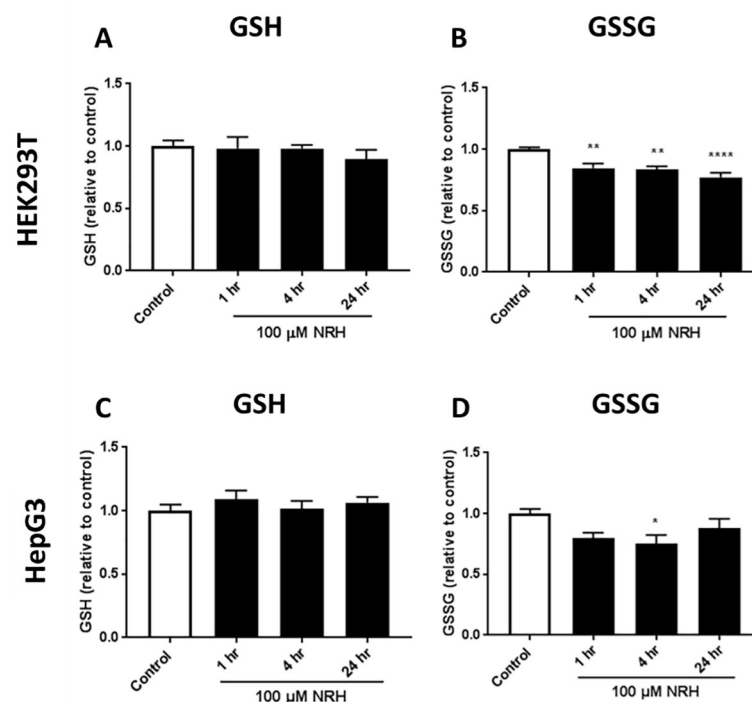 A
GSH
HEK293T
GSH (relative to control)
1.5
1.0
0.5
0.0
Control
1 hr
4 hr
24 hr
100 µM NRH
B
GSSG
GSSG (relative to control)
1.5
1.0
0.5
0.0
**
**
****
Control
1 hr
4 hr
24 hr
100 µM NRH
C
GSH
HepG3
GSH (relative to control)
1.5
1.0
0.5
0.0
Control
1 hr
4 hr
24 hr
100 µM NRH
D
GSSG
GSSG (relative to control)
1.5
1.0
0.5
0.0
*
Control
1 hr
4 hr
24 hr
100 µM NRH